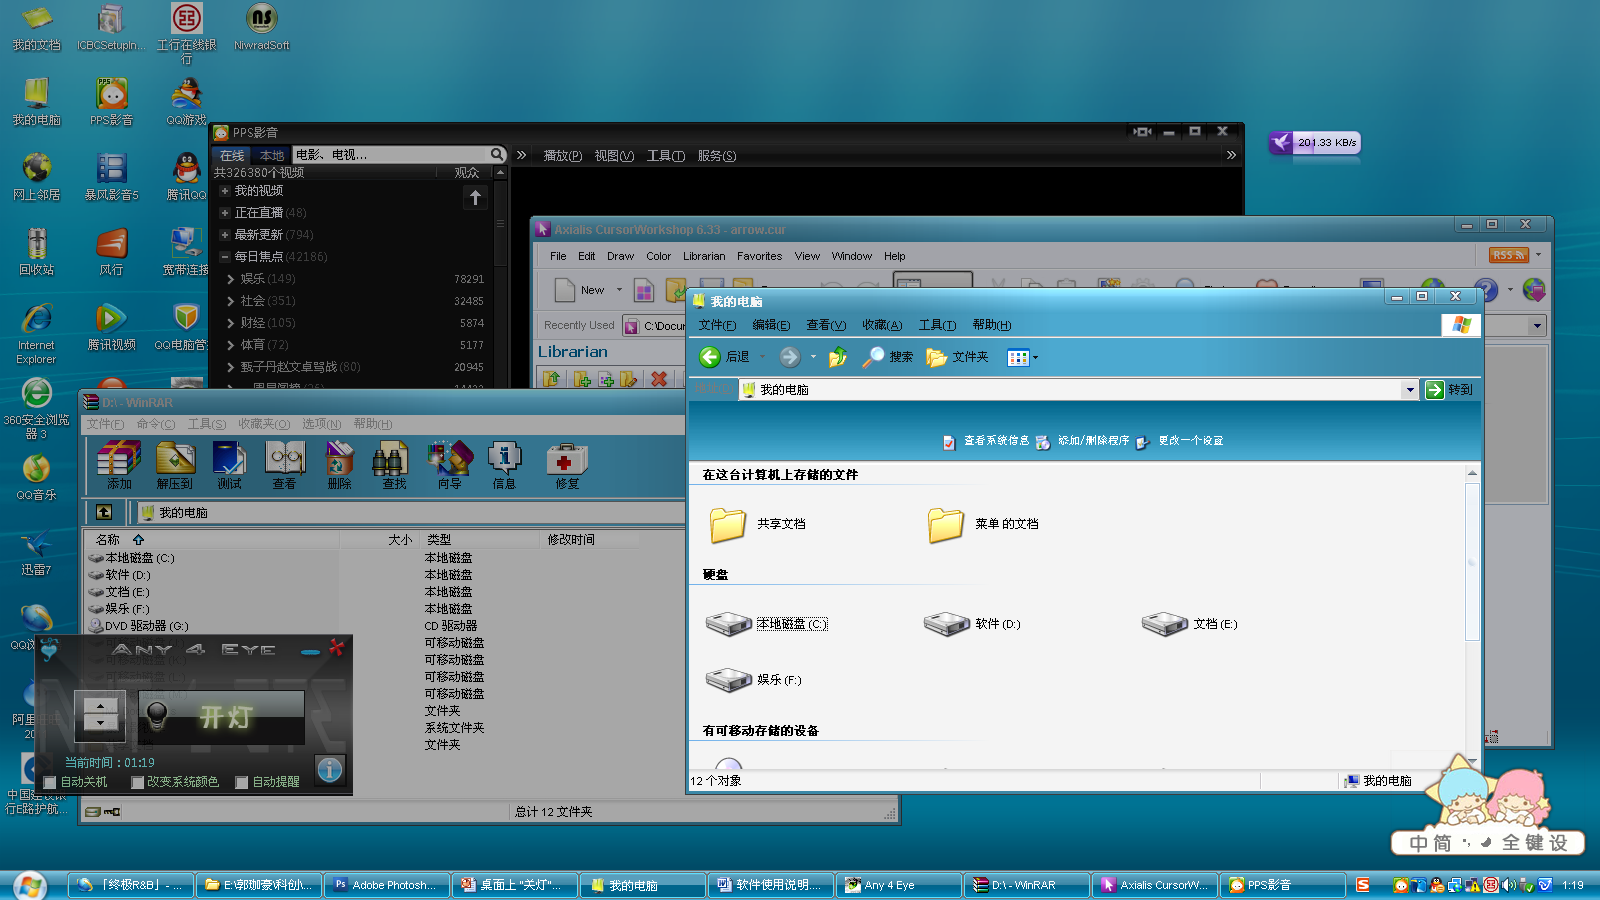 我的文档
ICBCSetupIn...
工行在线银行
NiwradSoft
我的电脑
PPS影音
QQ游戏
网上邻居
暴风影音5
腾讯QQ
回收站
风行
宽带连接
Internet Explorer
腾讯视频
QQ电脑管
360安全浏览器 3
QQ音乐
迅雷7
PPS影音
在线 本地 电影、电视...
播放(P) 视图(V) 工具(T) 服务(S)
共326380个视频 观众
我的视频
正在直播 (48)
最新更新 (794)
每日焦点 (42186)
娱乐 (149) 78291
社会 (351) 32485
财经 (105) 5874
体育 (72) 5177
甄子丹赵文卓骂战 (80) 20945
201.33 KB/s
Axialis CursorWorkshop 6.33 - arrow.cur
File Edit Draw Color Librarian Favorites View Window Help
RSS
New
Recently Used C:\Docur
Librarian
D:\ - WinRAR
文件(F) 命令(C) 工具(S) 收藏夹(O) 选项(N) 帮助(H)
添加 解压到 测试 查看 删除 查找 向导 信息 修复
我的电脑
名称 大小 类型 修改时间
本地磁盘 (C:) 本地磁盘
软件 (D:) 本地磁盘
文档 (E:) 本地磁盘
娱乐 (F:) 本地磁盘
DVD 驱动器 (G:) CD 驱动器
可移动磁盘
可移动磁盘
可移动磁盘
可移动磁盘
文件夹
系统文件夹
文件夹
总计 12 文件夹
ANY 4 EYE
开灯
当前时间：01:19
自动关机 改变系统颜色 自动提醒
我的电脑
文件(F) 编辑(E) 查看(V) 收藏(A) 工具(T) 帮助(H)
后退 搜索 文件夹
我的电脑 转到
查看系统信息 添加/删除程序 更改一个设置
在这台计算机上存储的文件
共享文档 菜单 的文档
硬盘
本地磁盘 (C:) 软件 (D:) 文档 (E:)
娱乐 (F:)
有可移动存储的设备
12 个对象 我的电脑
中 简 全 键 设
「终极R&B」- ... E:\郭珈豪\科创\... Adobe Photosh... 桌面上 "关灯"... 我的电脑 软件使用说明.... Any 4 Eye D:\ - WinRAR Axialis CursorW... PPS影音 1:19